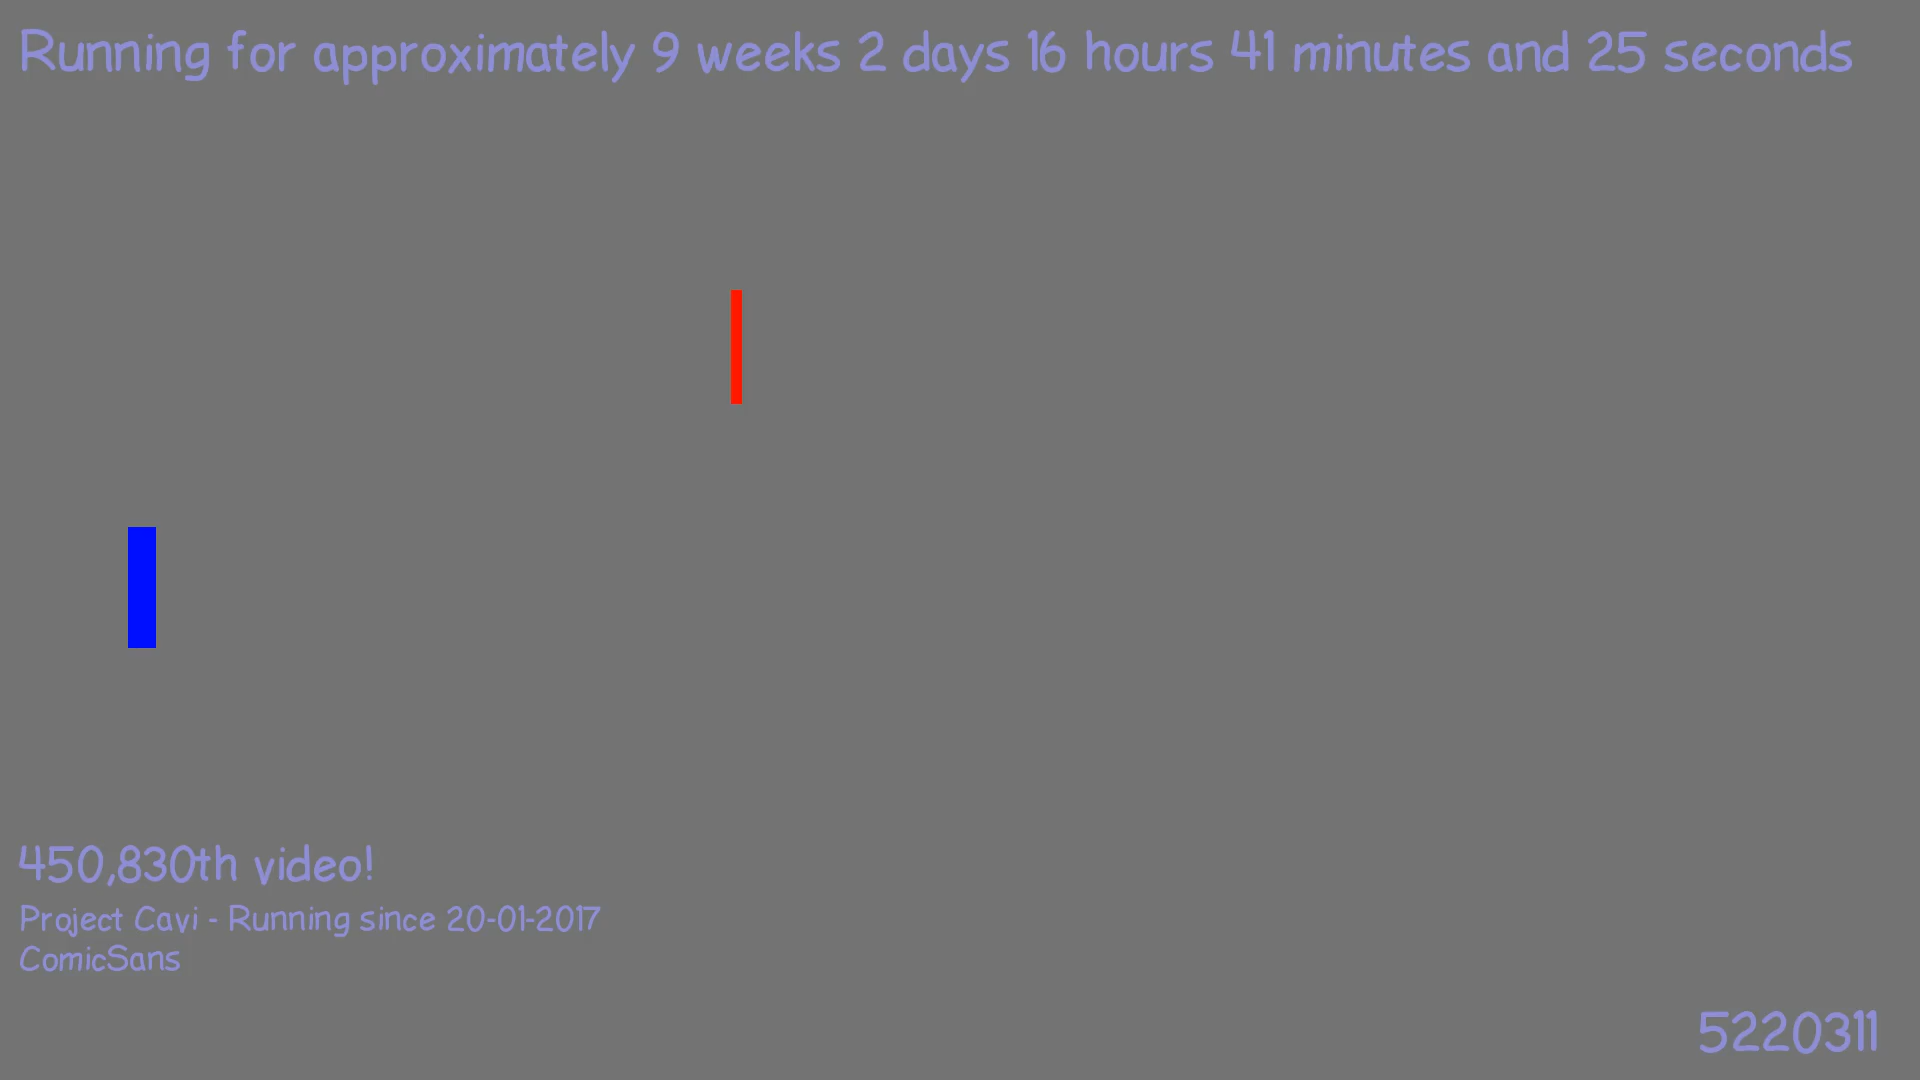 Running for approximately 9 weeks 2 days 16 hours 41 minutes and 25 seconds
450,830th video!
Project Cavi - Running since 20-01-2017
ComicSans
5220311